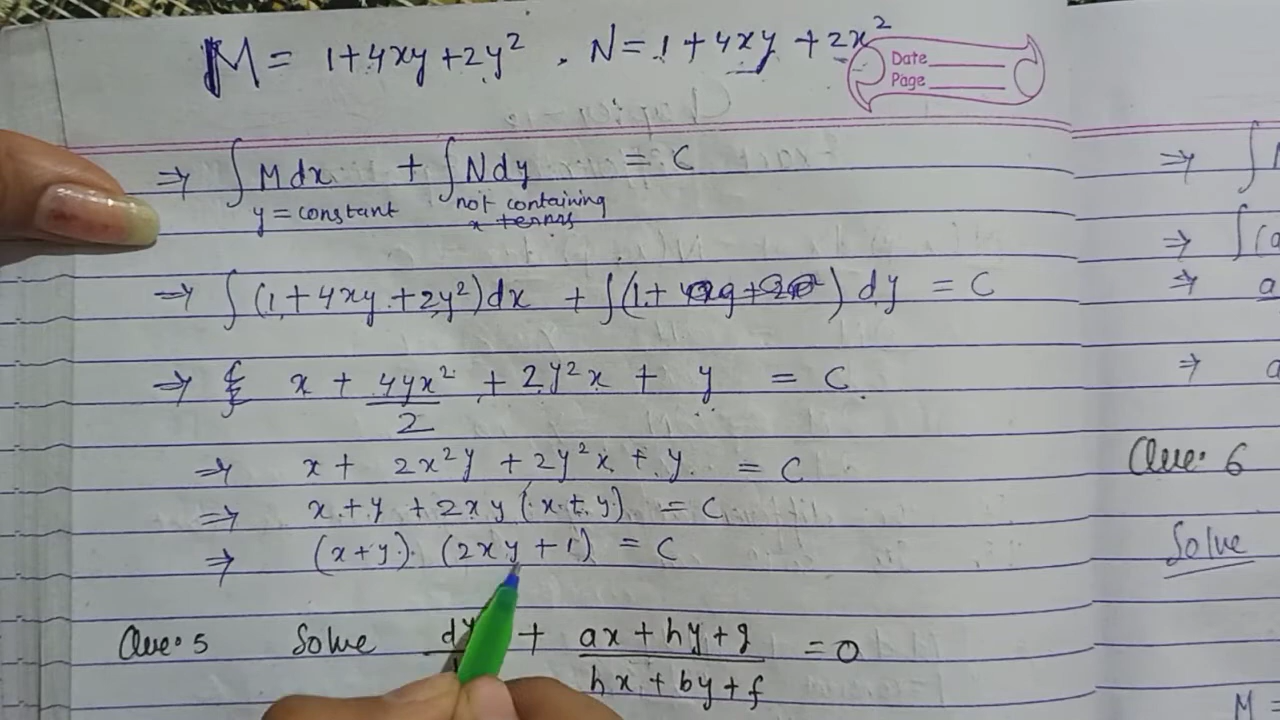 M = 1+4xy+2y² . N = 1+4xy+2x²
Date
Page
⇒ ∫ M dx + ∫ N dy = C
y = constant not containing x terms
⇒ ∫ (1+4xy+2y²) dx + ∫ (1+ ) dy = C
⇒ x + 4yx²/2 + 2y²x + y = C
⇒ x + 2x²y + 2y²x + y = C
⇒ x+y + 2xy (x+y) = C
⇒ (x+y). (2xy+1) = C
Que. 5 Solve dy + ax+hy+g / hx+by+f = 0
⇒ ∫
⇒ ∫(a
⇒ a
⇒ a
Que. 6
Solve
M =